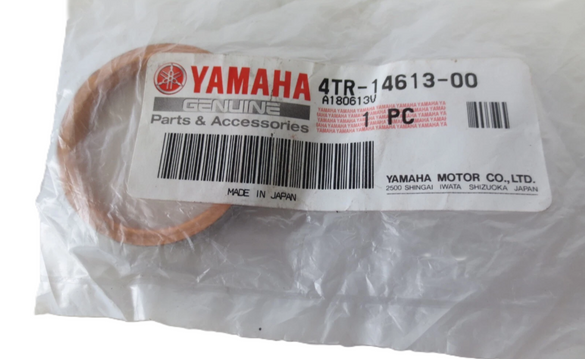 YAMAHA 4TR-14613-00
GENUINE A180613V
Parts & Accessories 1 PC
MADE IN JAPAN
YAMAHA MOTOR CO.,LTD.
2500 SHINGAI IWATA SHIZUOKA JAPAN